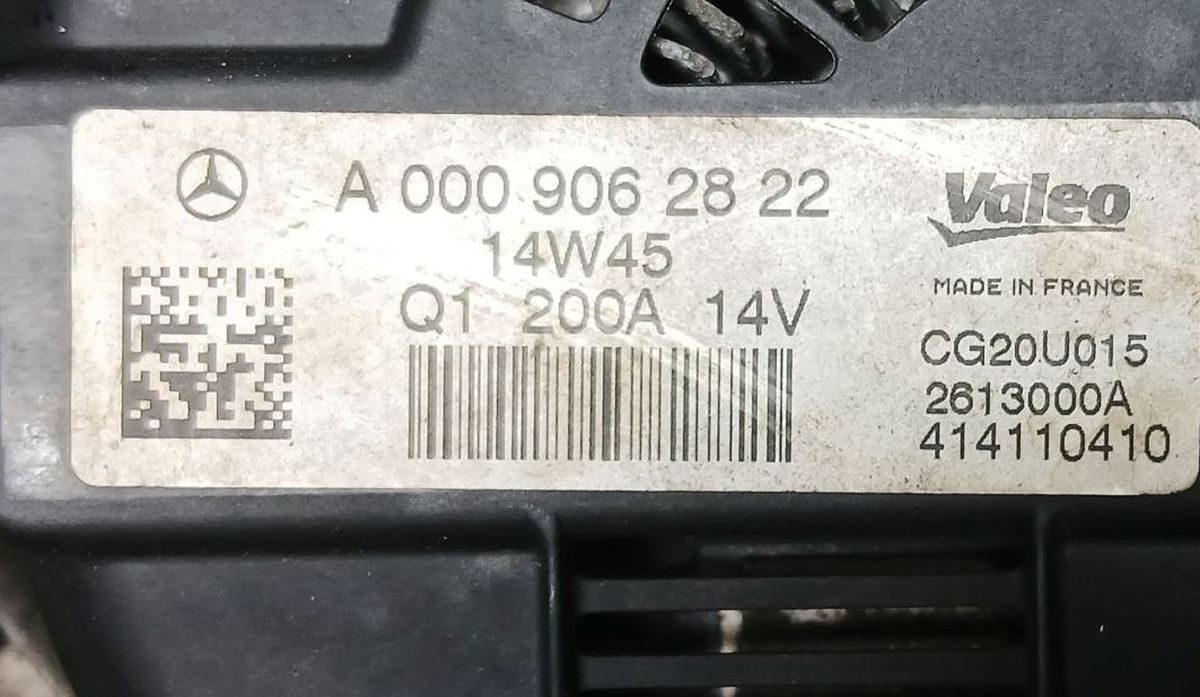 A 000 906 28 22
14W45
Q1 200A 14V
Valeo
MADE IN FRANCE
CG20U015
2613000A
414110410